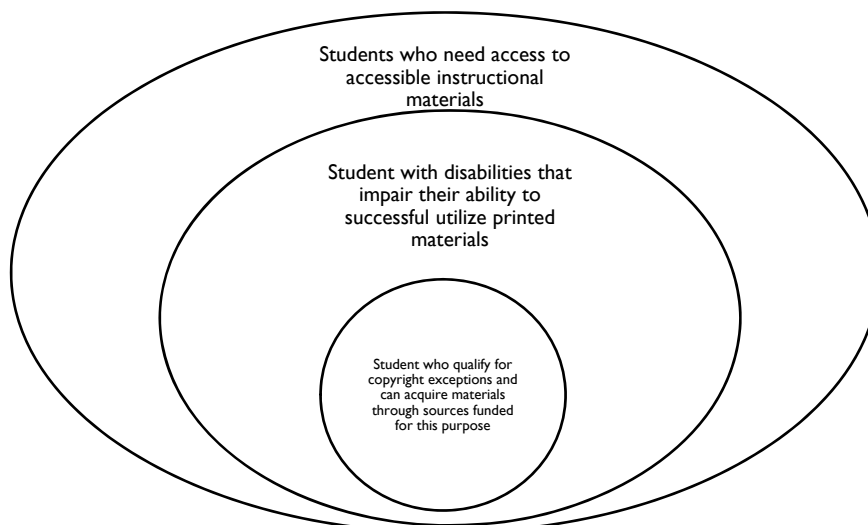 Students who need access to
accessible instructional
materials
Student with disabilities that
impair their ability to
successful utilize printed
materials
Student who qualify for
copyright exceptions and
can acquire materials
through sources funded
for this purpose